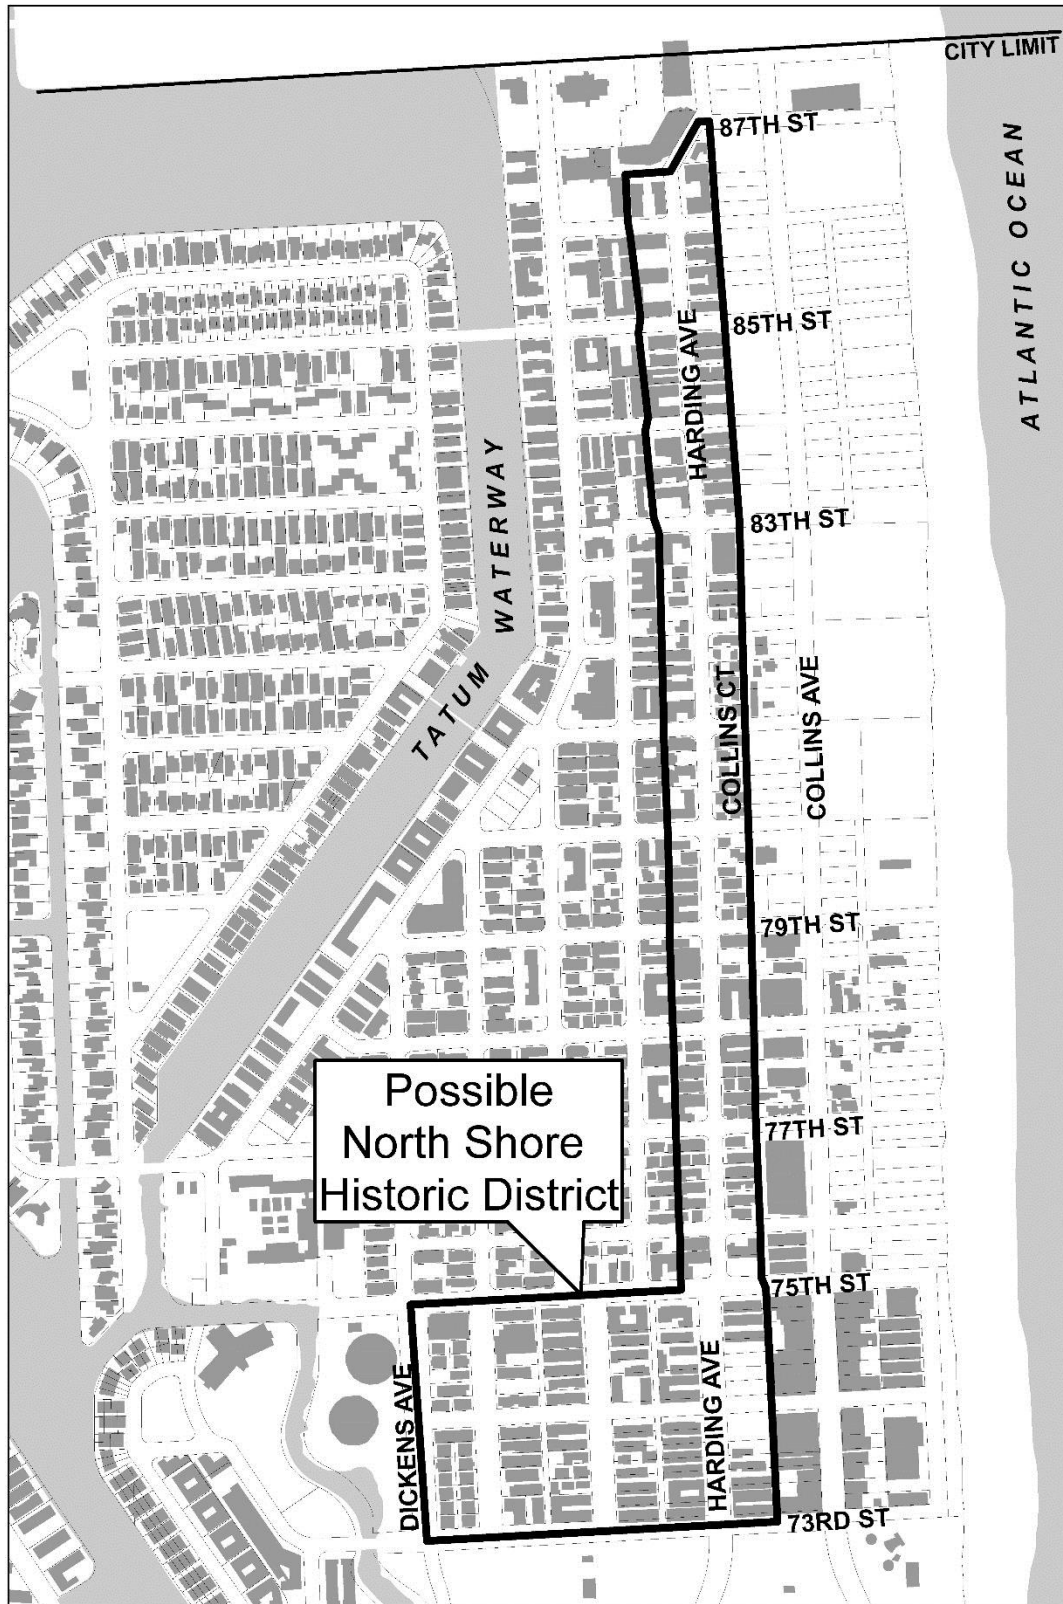 CITY LIMIT
87TH ST
ATLANTIC OCEAN
85TH ST
HARDING AVE
83TH ST
TATUM WATERWAY
COLLINS CT
COLLINS AVE
79TH ST
Possible
North Shore
Historic District
77TH ST
75TH ST
HARDING AVE
DICKENS AVE
73RD ST